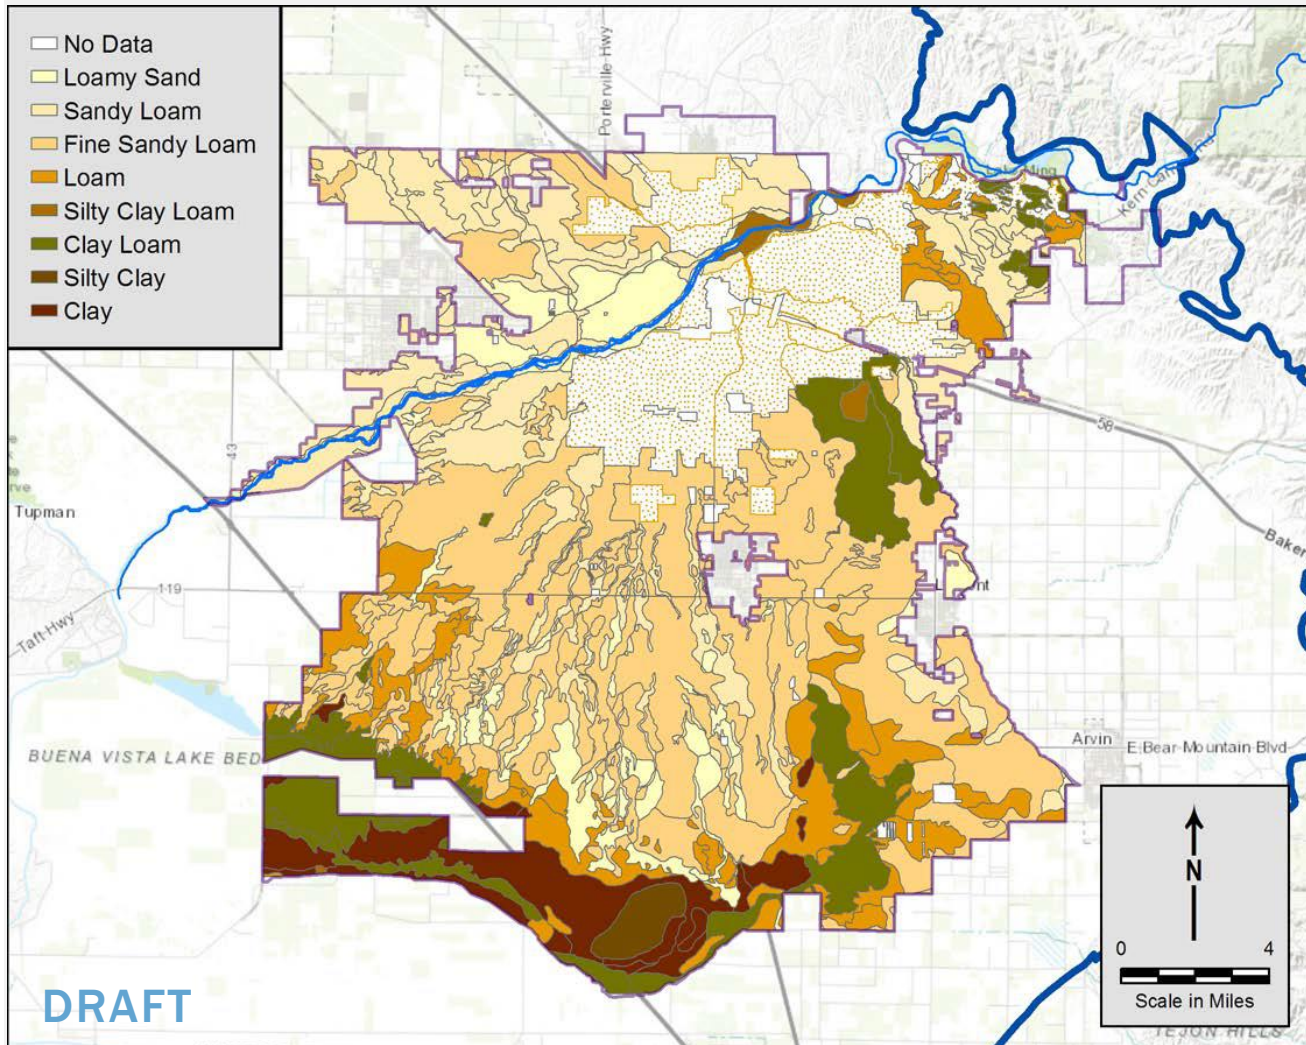 No Data
Loamy Sand
Sandy Loam
Fine Sandy Loam
Loam
Silty Clay Loam
Clay Loam
Silty Clay
Clay
Porterville-Hwy
Kern-Can
43
58
Tupman
Baker
119
Taft-Hwy
BUENA VISTA LAKE BED
Arvin
E Bear-Mountain-Blvd
N
0 4
Scale in Miles
DRAFT
TEJON HILLS